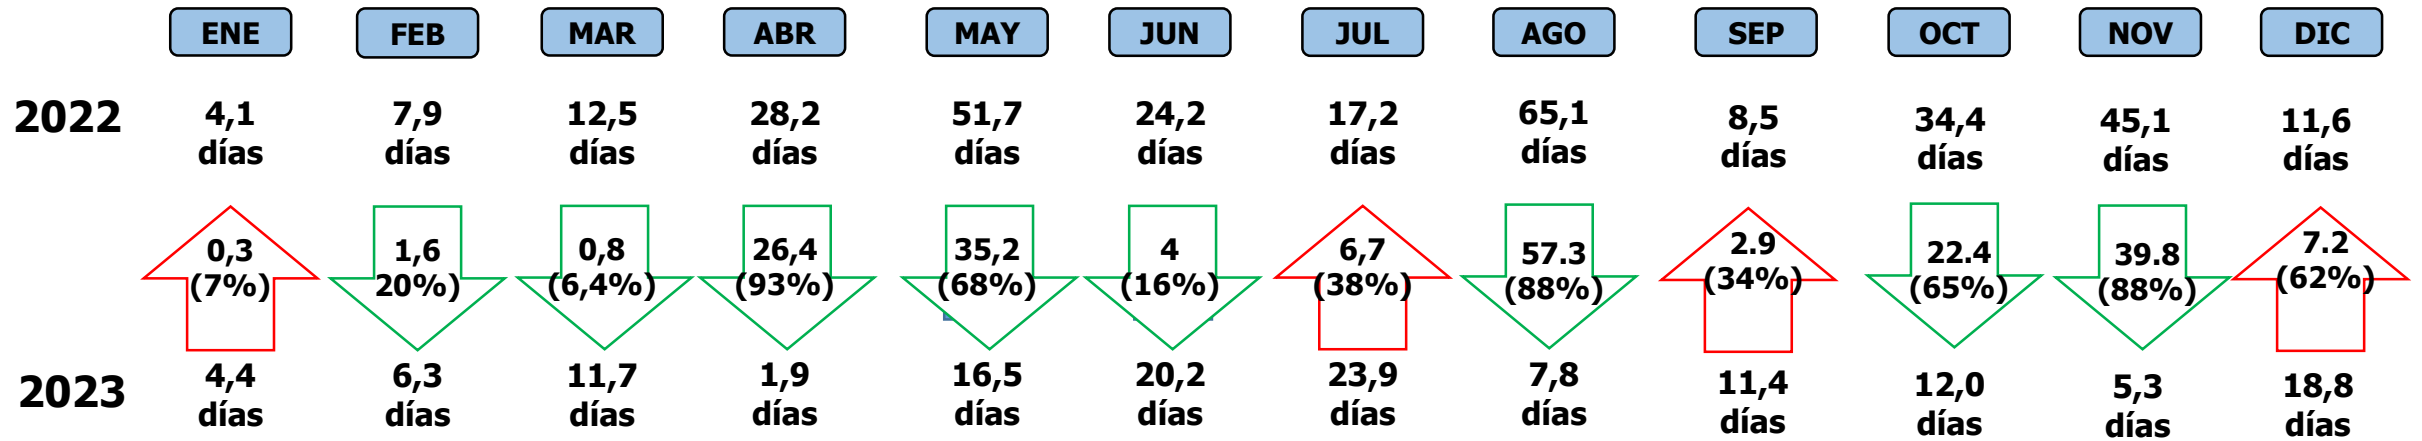 ENE FEB MAR ABR MAY JUN JUL AGO SEP OCT NOV DIC
2022 4,1 7,9 12,5 28,2 51,7 24,2 17,2 65,1 8,5 34,4 45,1 11,6
días días días días días días días días días días días días
0,3 1,6 0,8 26,4 35,2 4 6,7 57.3 2.9 22.4 39.8 7.2
(7%) 20%) (6,4%) (93%) (68%) (16%) (38%) (88%) (34%) (65%) (88%) (62%)
2023 4,4 6,3 11,7 1,9 16,5 20,2 23,9 7,8 11,4 12,0 5,3 18,8
días días días días días días días días días días días días